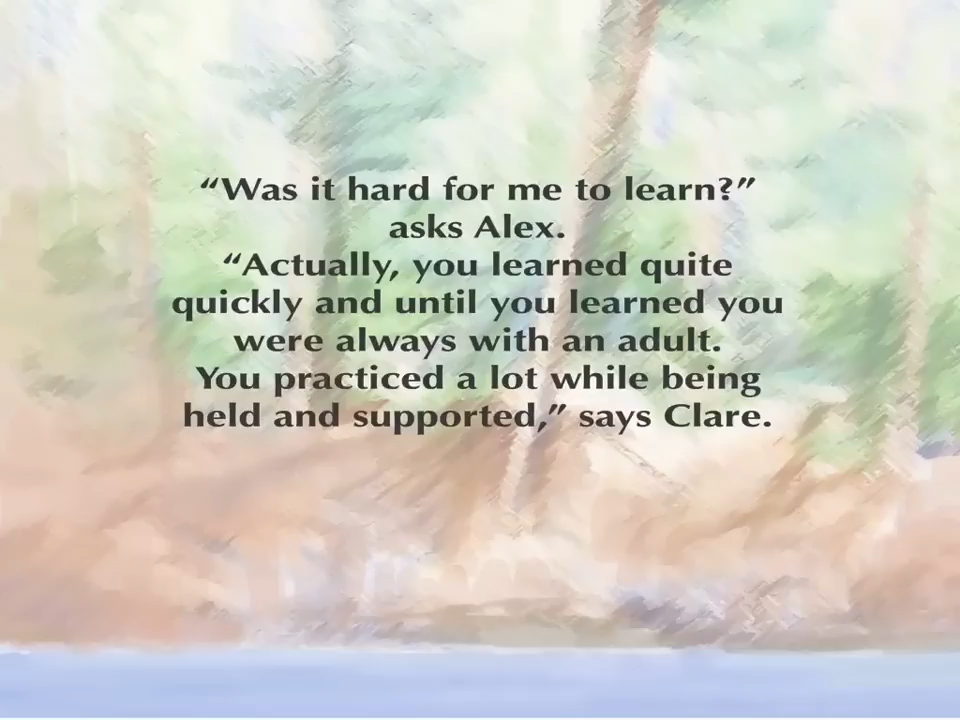 “Was it hard for me to learn?”
asks Alex.
“Actually, you learned quite
quickly and until you learned you
were always with an adult.
You practiced a lot while being
held and supported,” says Clare.